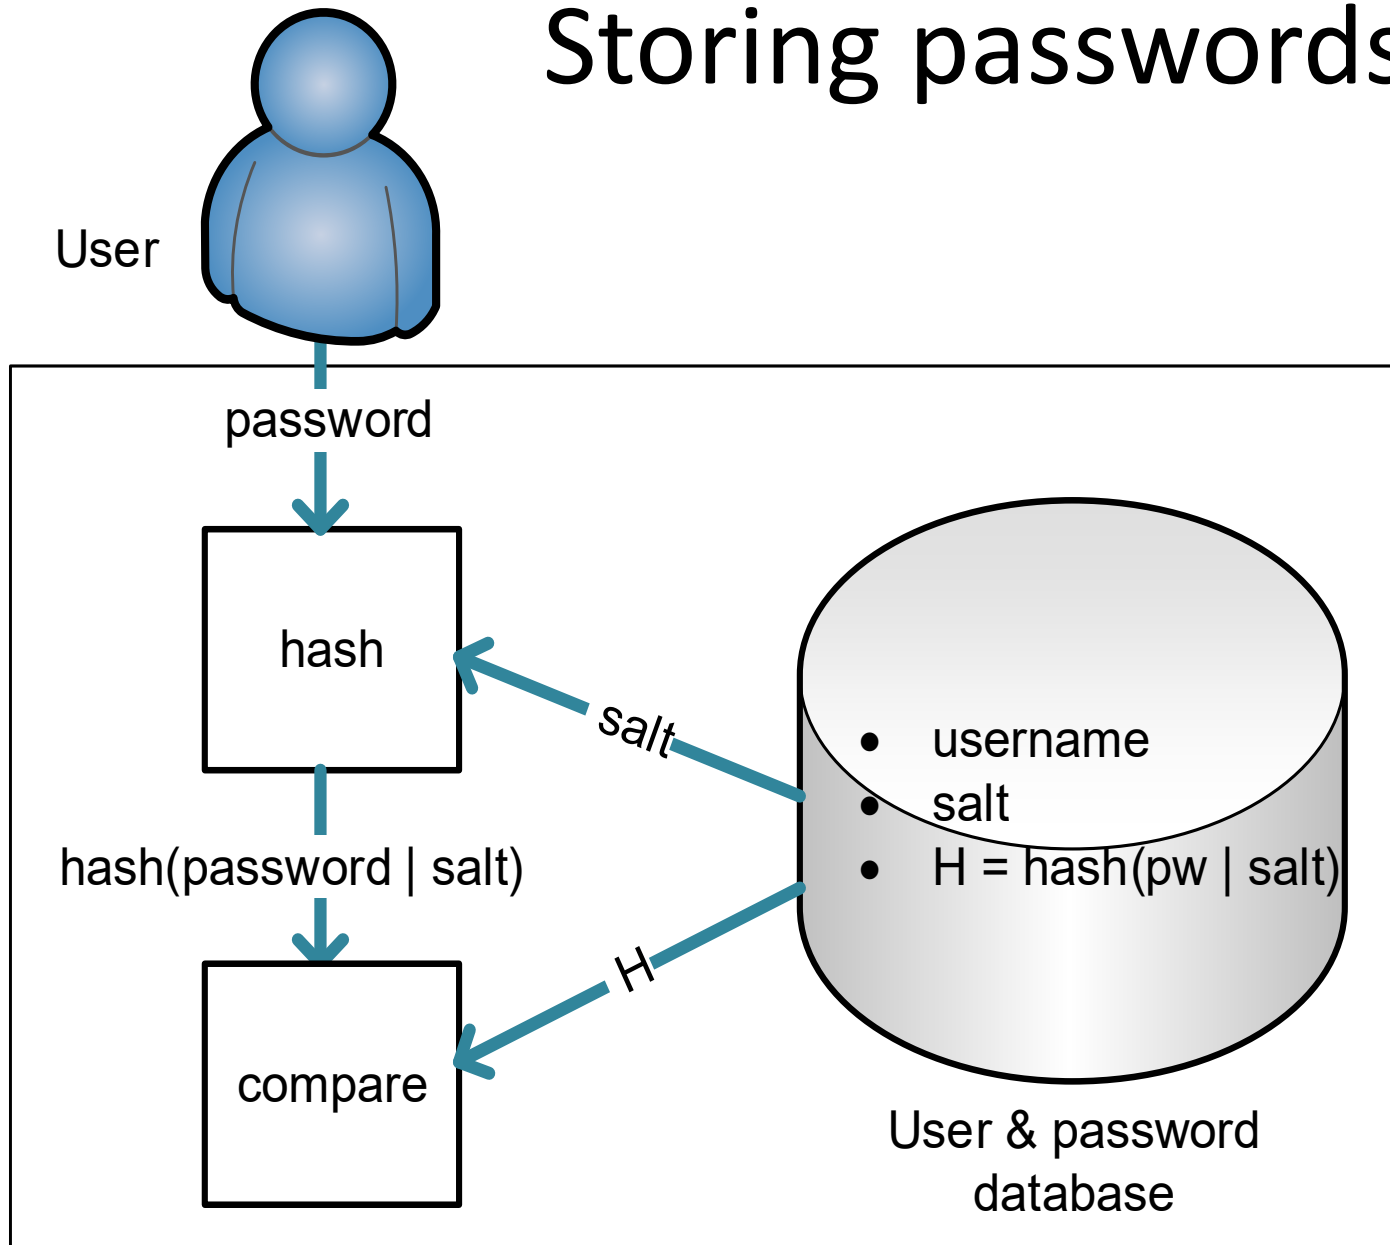 Storing passwords
User
password
hash
salt
• username
• salt
• H = hash(pw | salt)
hash(password | salt)
H
compare
User & password
database